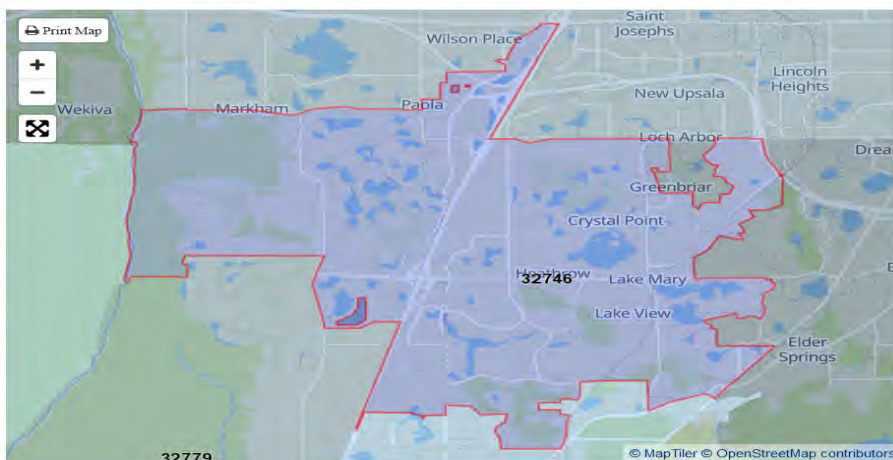 Print Map
Saint
Josephs
Wilson Place
+
Lincoln
Heights
−
New Upsala
Wekiva
Markham
Paola
Loch Arbor
Drea
Greenbriar
Crystal Point
Heathrow
32746
Lake Mary
E
Lake View
Elder
Springs
32779
© MapTiler © OpenStreetMap contributors